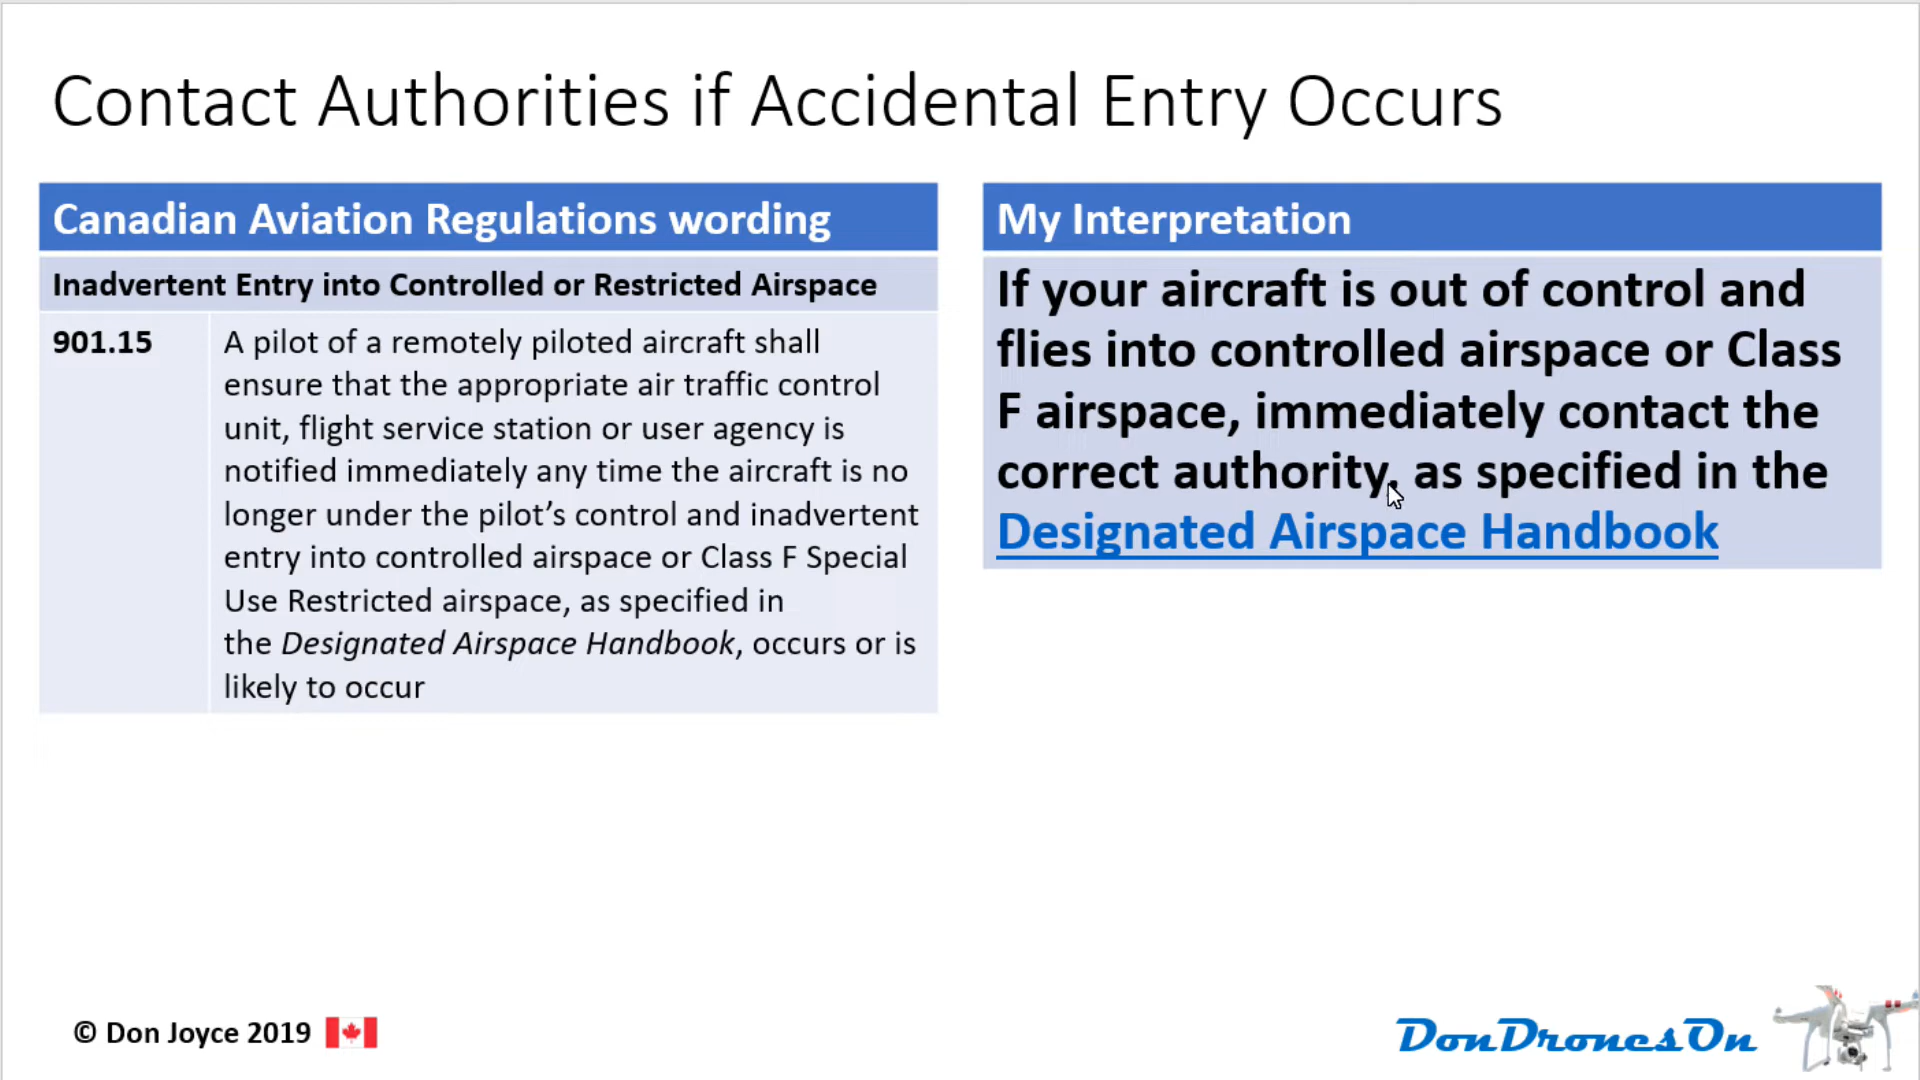 Contact Authorities if Accidental Entry Occurs
Canadian Aviation Regulations wording
Inadvertent Entry into Controlled or Restricted Airspace
901.15
A pilot of a remotely piloted aircraft shall
ensure that the appropriate air traffic control
unit, flight service station or user agency is
notified immediately any time the aircraft is no
longer under the pilot’s control and inadvertent
entry into controlled airspace or Class F Special
Use Restricted airspace, as specified in
the Designated Airspace Handbook, occurs or is
likely to occur
My Interpretation
If your aircraft is out of control and
flies into controlled airspace or Class
F airspace, immediately contact the
correct authority, as specified in the
Designated Airspace Handbook
© Don Joyce 2019
DonDronesOn